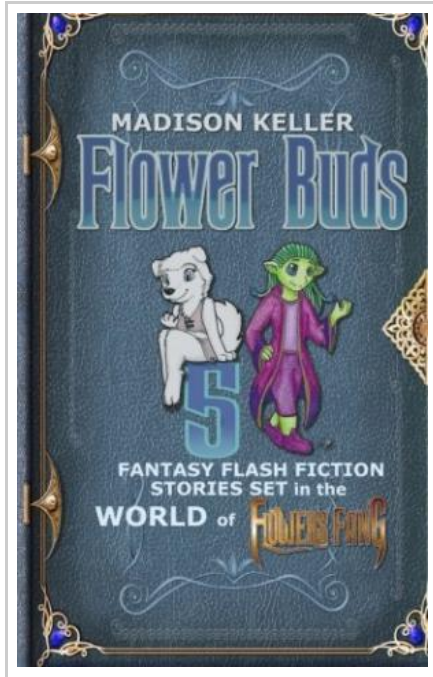 MADISON KELLER
Flower Buds
5
FANTASY FLASH FICTION
STORIES SET in the
WORLD of FLOWERS FANG